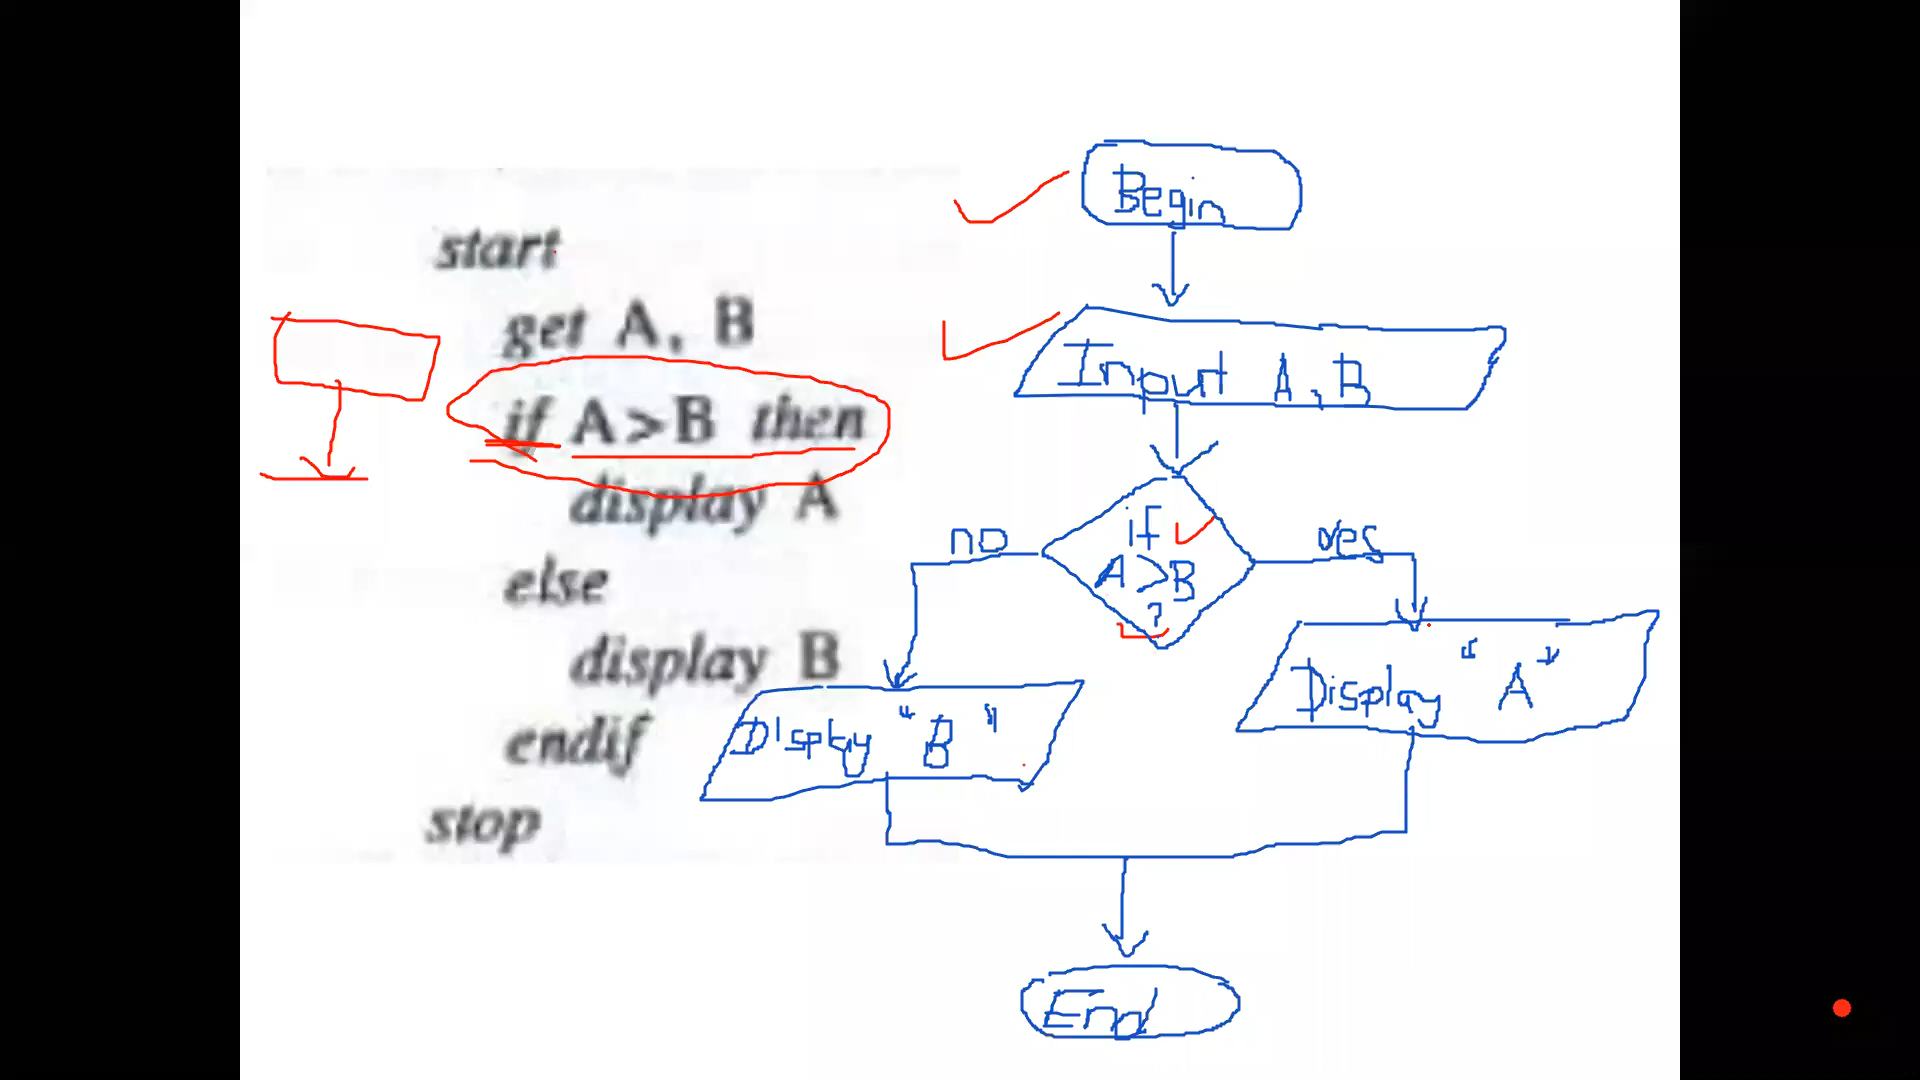 start
get A, B
if A>B then
display A
else
display B
endif
stop
Begin
Input A,B
if
A>B
?
no
yes
Display "B"
Display "A"
End